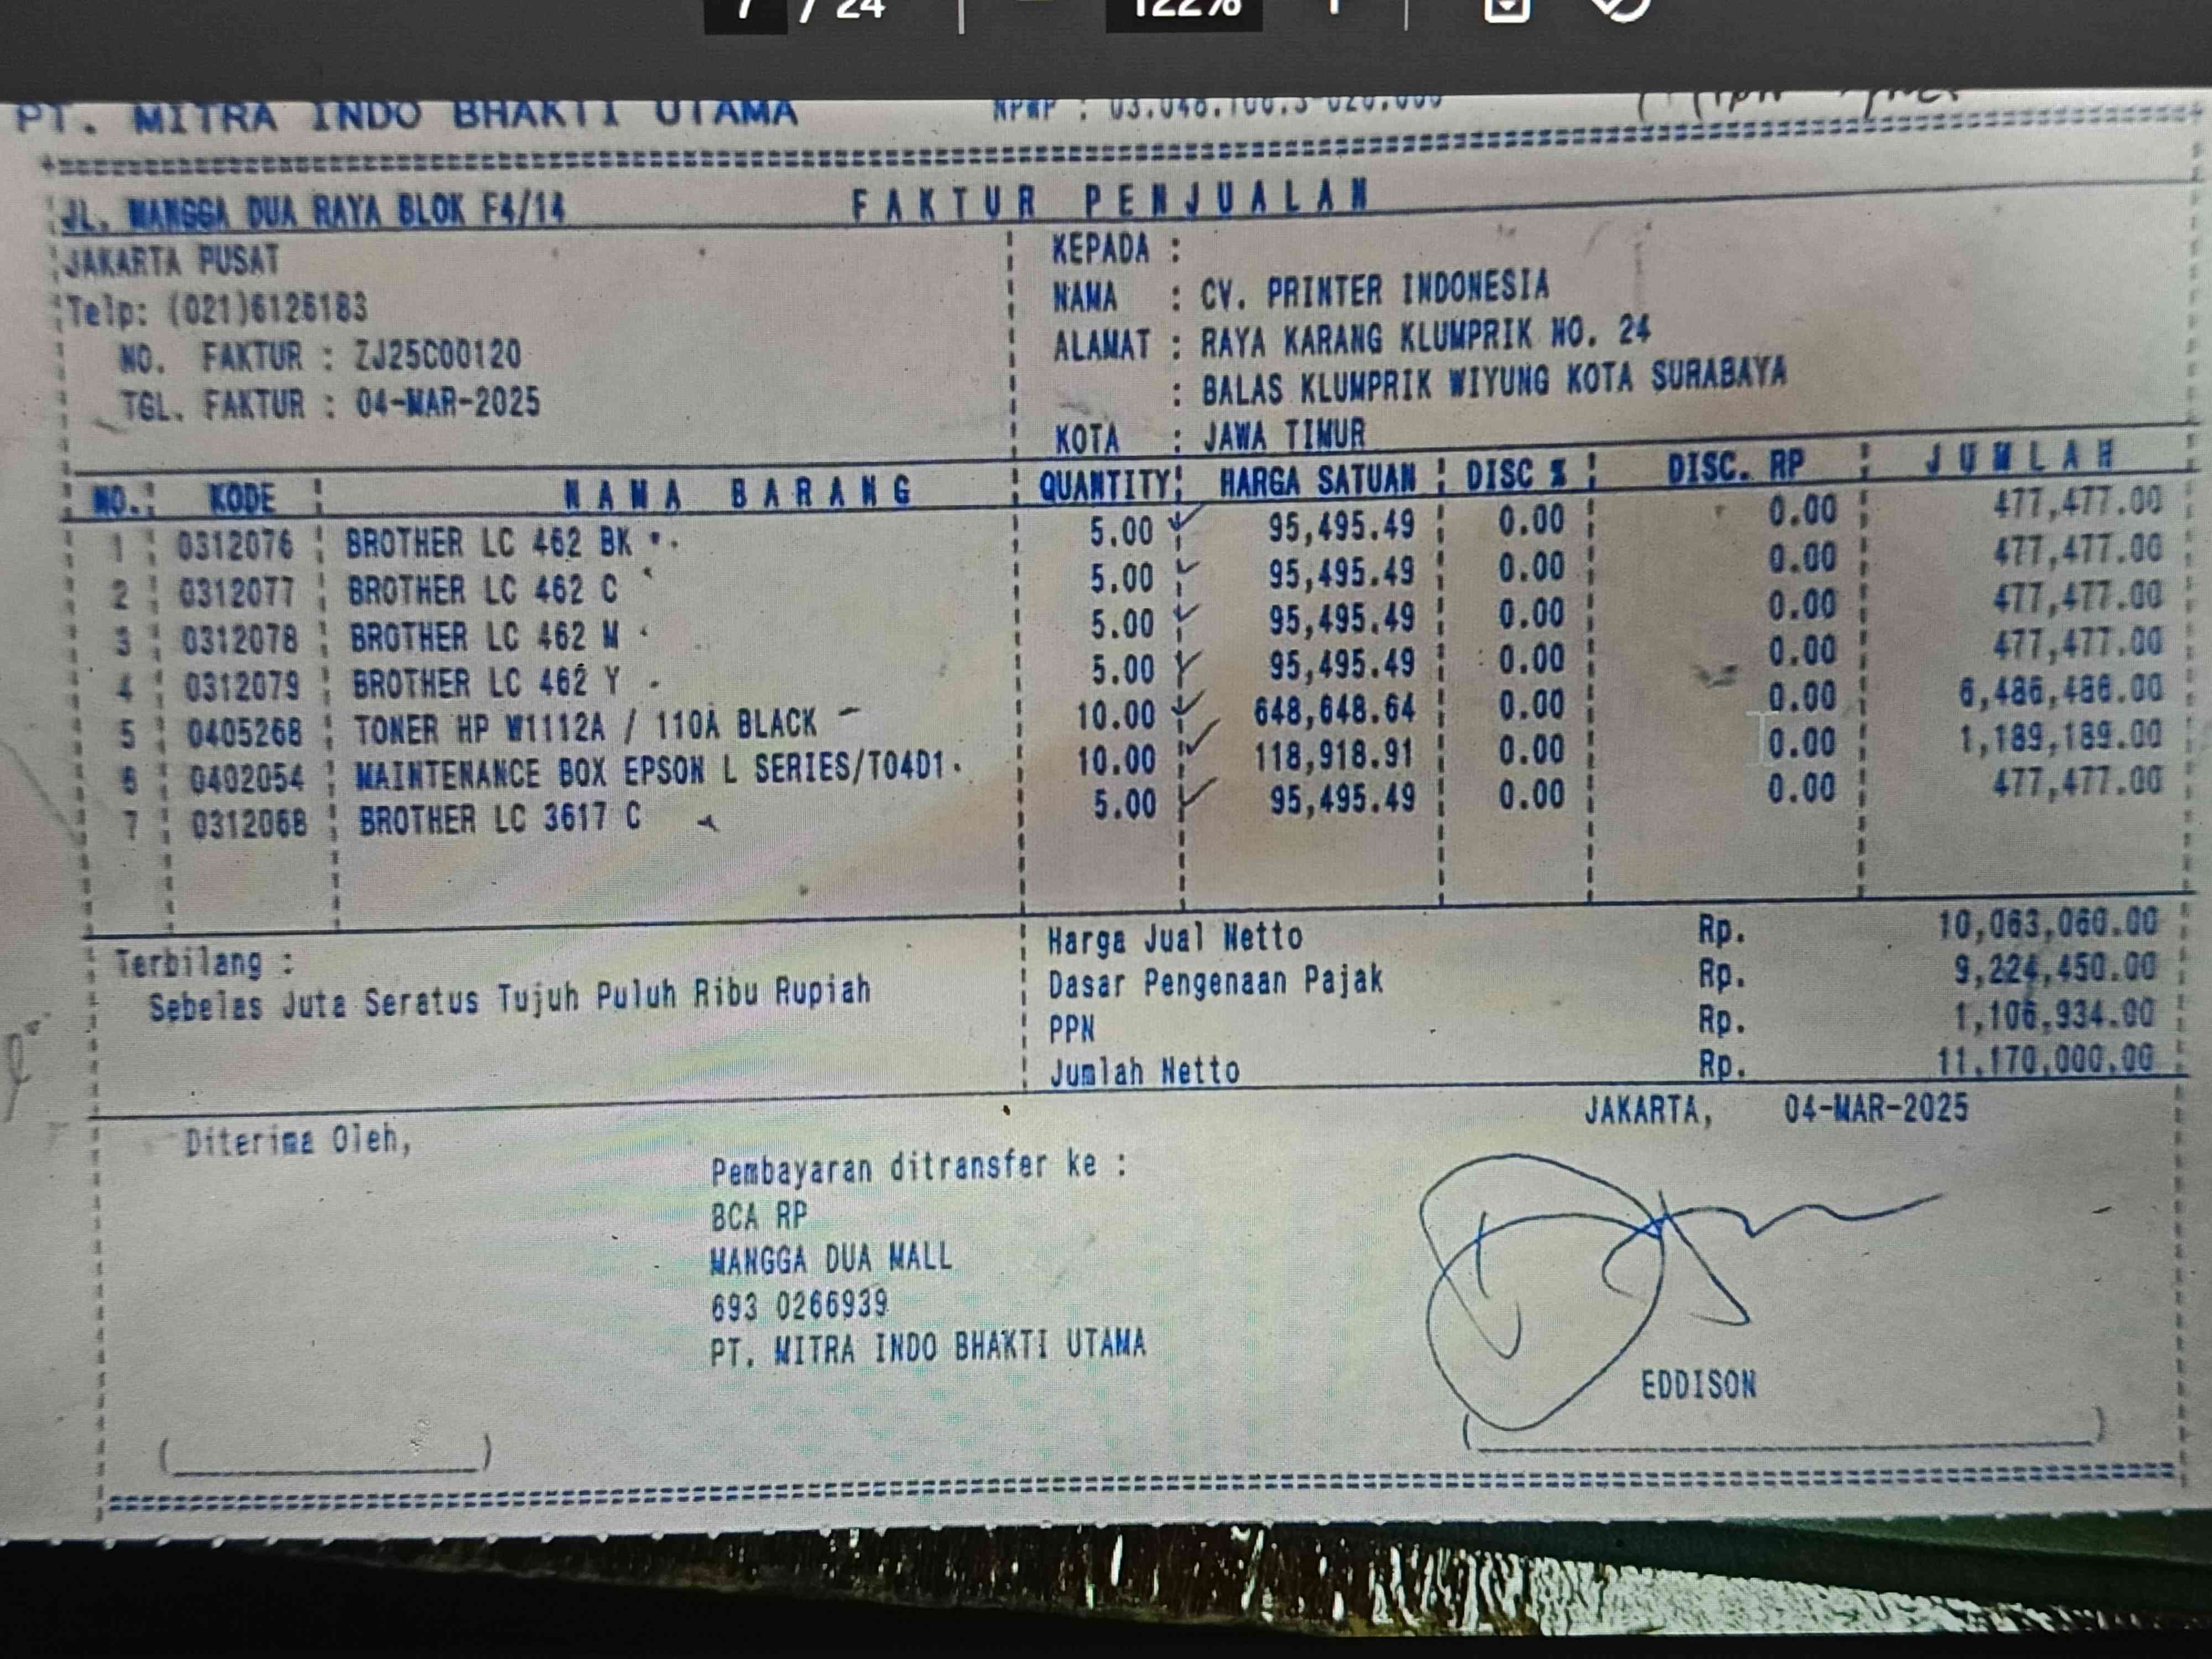 / 24
122%
PT. MITRA INDO BHAKTI UTAMA NPWP :
JL. MANGGA DUA RAYA BLOK F4/14 FAKTUR PENJUALAN
JAKARTA PUSAT KEPADA :
Telp: (021)6126183 NAMA : CV. PRINTER INDONESIA
NO. FAKTUR : ZJ25C00120 ALAMAT : RAYA KARANG KLUMPRIK NO. 24
TGL. FAKTUR : 04-MAR-2025 : BALAS KLUMPRIK WIYUNG KOTA SURABAYA
KOTA : JAWA TIMUR
NO. KODE NAMA BARANG QUANTITY HARGA SATUAN DISC % DISC. RP JUMLAH
1 0312076 BROTHER LC 462 BK 5.00 95,495.49 0.00 0.00 477,477.00
2 0312077 BROTHER LC 462 C 5.00 95,495.49 0.00 0.00 477,477.00
3 0312078 BROTHER LC 462 M 5.00 95,495.49 0.00 0.00 477,477.00
4 0312079 BROTHER LC 462 Y 5.00 95,495.49 0.00 0.00 477,477.00
5 0405268 TONER HP W1112A / 110A BLACK 10.00 648,648.64 0.00 0.00 6,486,486.00
6 0402054 MAINTENANCE BOX EPSON L SERIES/T04D1 10.00 118,918.91 0.00 0.00 1,189,189.00
7 0312068 BROTHER LC 3617 C 5.00 95,495.49 0.00 0.00 477,477.00
Terbilang : Harga Jual Netto Rp. 10,063,060.00
Sebelas Juta Seratus Tujuh Puluh Ribu Rupiah Dasar Pengenaan Pajak Rp. 9,224,450.00
PPN Rp. 1,106,934.00
Jumlah Netto Rp. 11,170,000.00
JAKARTA, 04-MAR-2025
Diterima Oleh,
Pembayaran ditransfer ke :
BCA RP
MANGGA DUA MALL
693 0266939
PT. MITRA INDO BHAKTI UTAMA
EDDISON